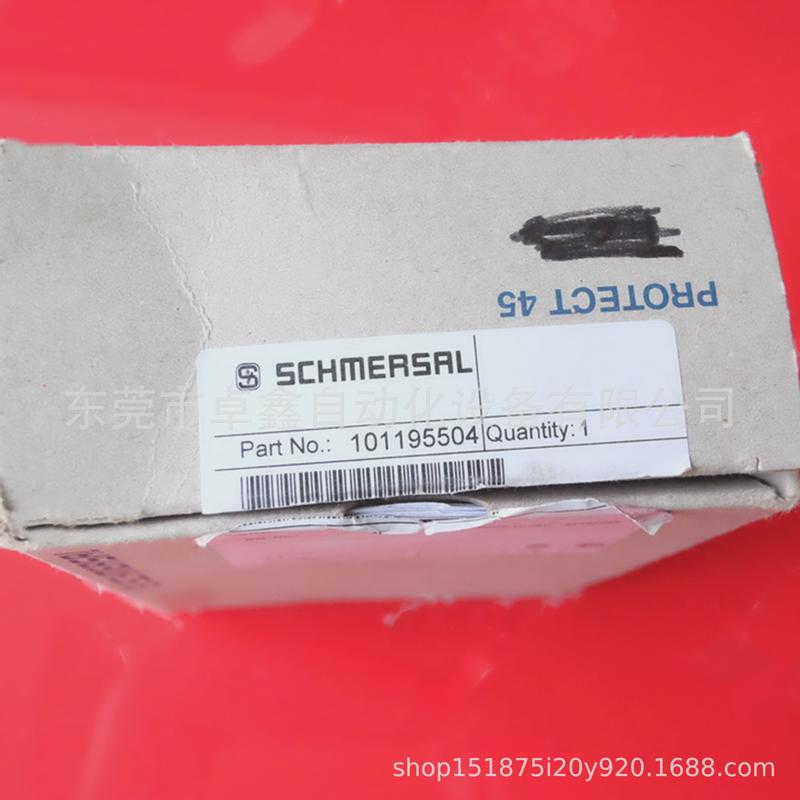 PROTECT 45
SCHMERSAL
东莞市卓鑫自动化设备有限公司
Part No.: 101195504 Quantity: 1
shop151875i20y920.1688.com